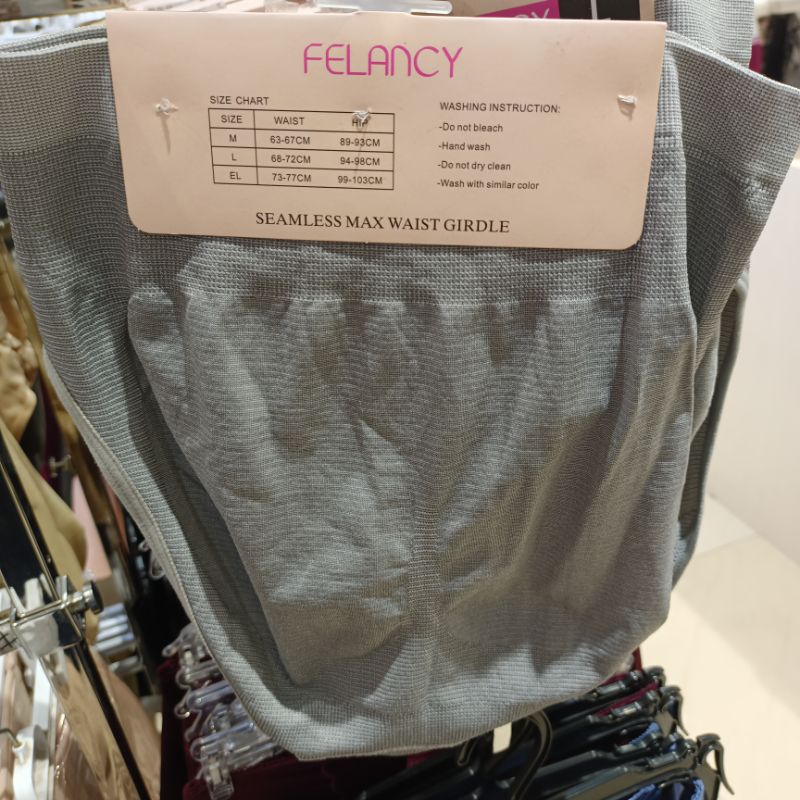 FELANCY
SIZE CHART
SIZE WAIST HIP
M 63-67CM 89-93CM
L 68-72CM 94-98CM
EL 73-77CM 99-103CM
WASHING INSTRUCTION:
-Do not bleach
-Hand wash
-Do not dry clean
-Wash with similar color
SEAMLESS MAX WAIST GIRDLE